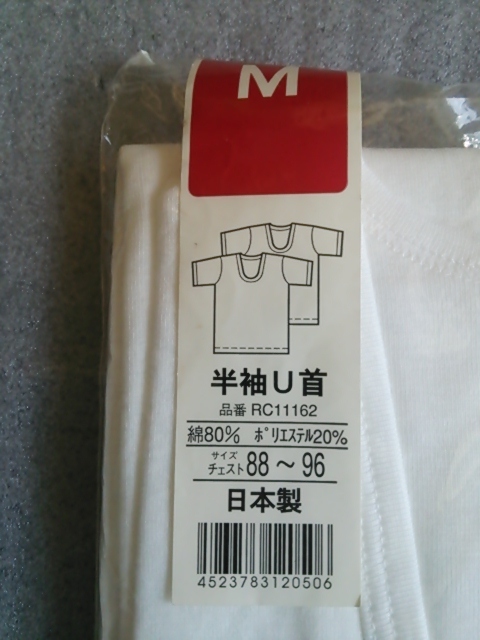 M
半袖U首
品番 RC11162
綿80% ポリエステル20%
サイズ
チェスト 88～96
日本製
4523783120506